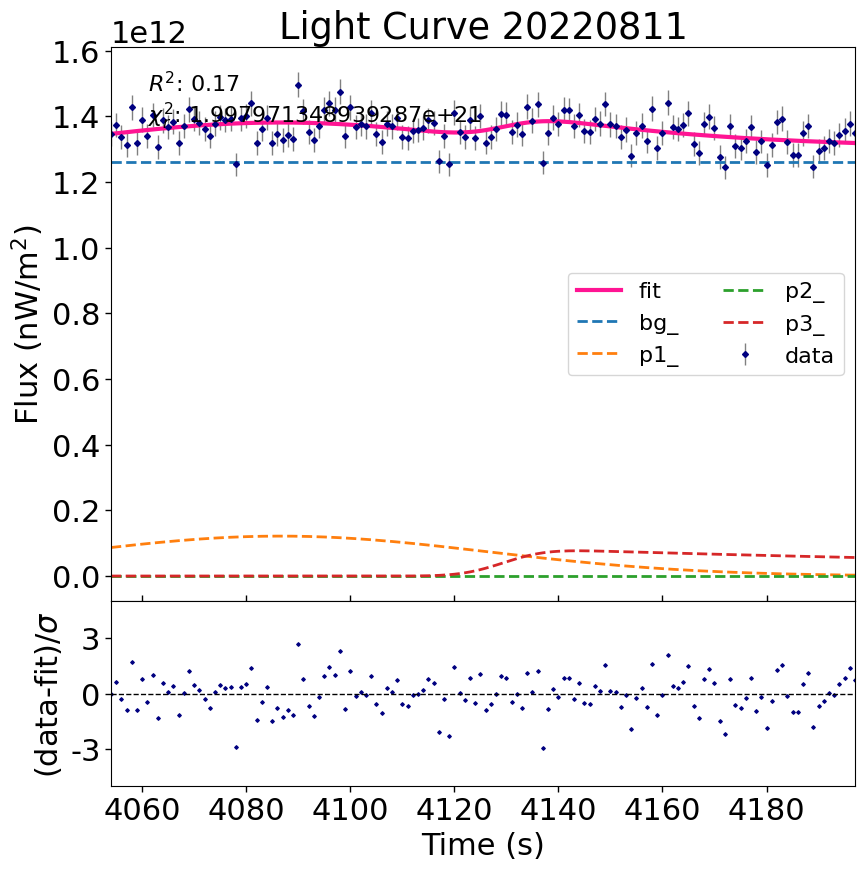 Light Curve 20220811
1e12
R²: 0.17
χ²: 1.997971348939287e+21
1.6
1.4
1.2
1.0
0.8
0.6
0.4
0.2
0.0
Flux (nW/m²)
fit
bg_
p1_
p2_
p3_
data
3
0
-3
(data-fit)/σ
4060 4080 4100 4120 4140 4160 4180
Time (s)